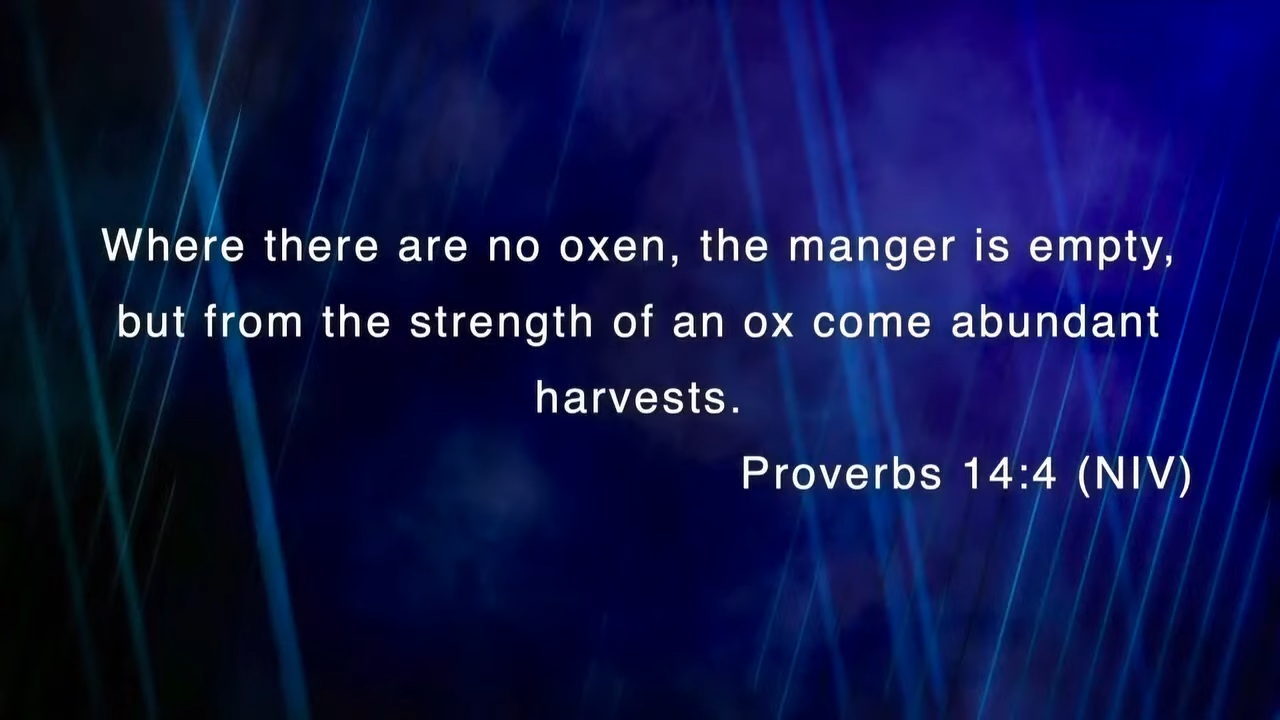 Where there are no oxen, the manger is empty,
but from the strength of an ox come abundant
harvests.
Proverbs 14:4 (NIV)